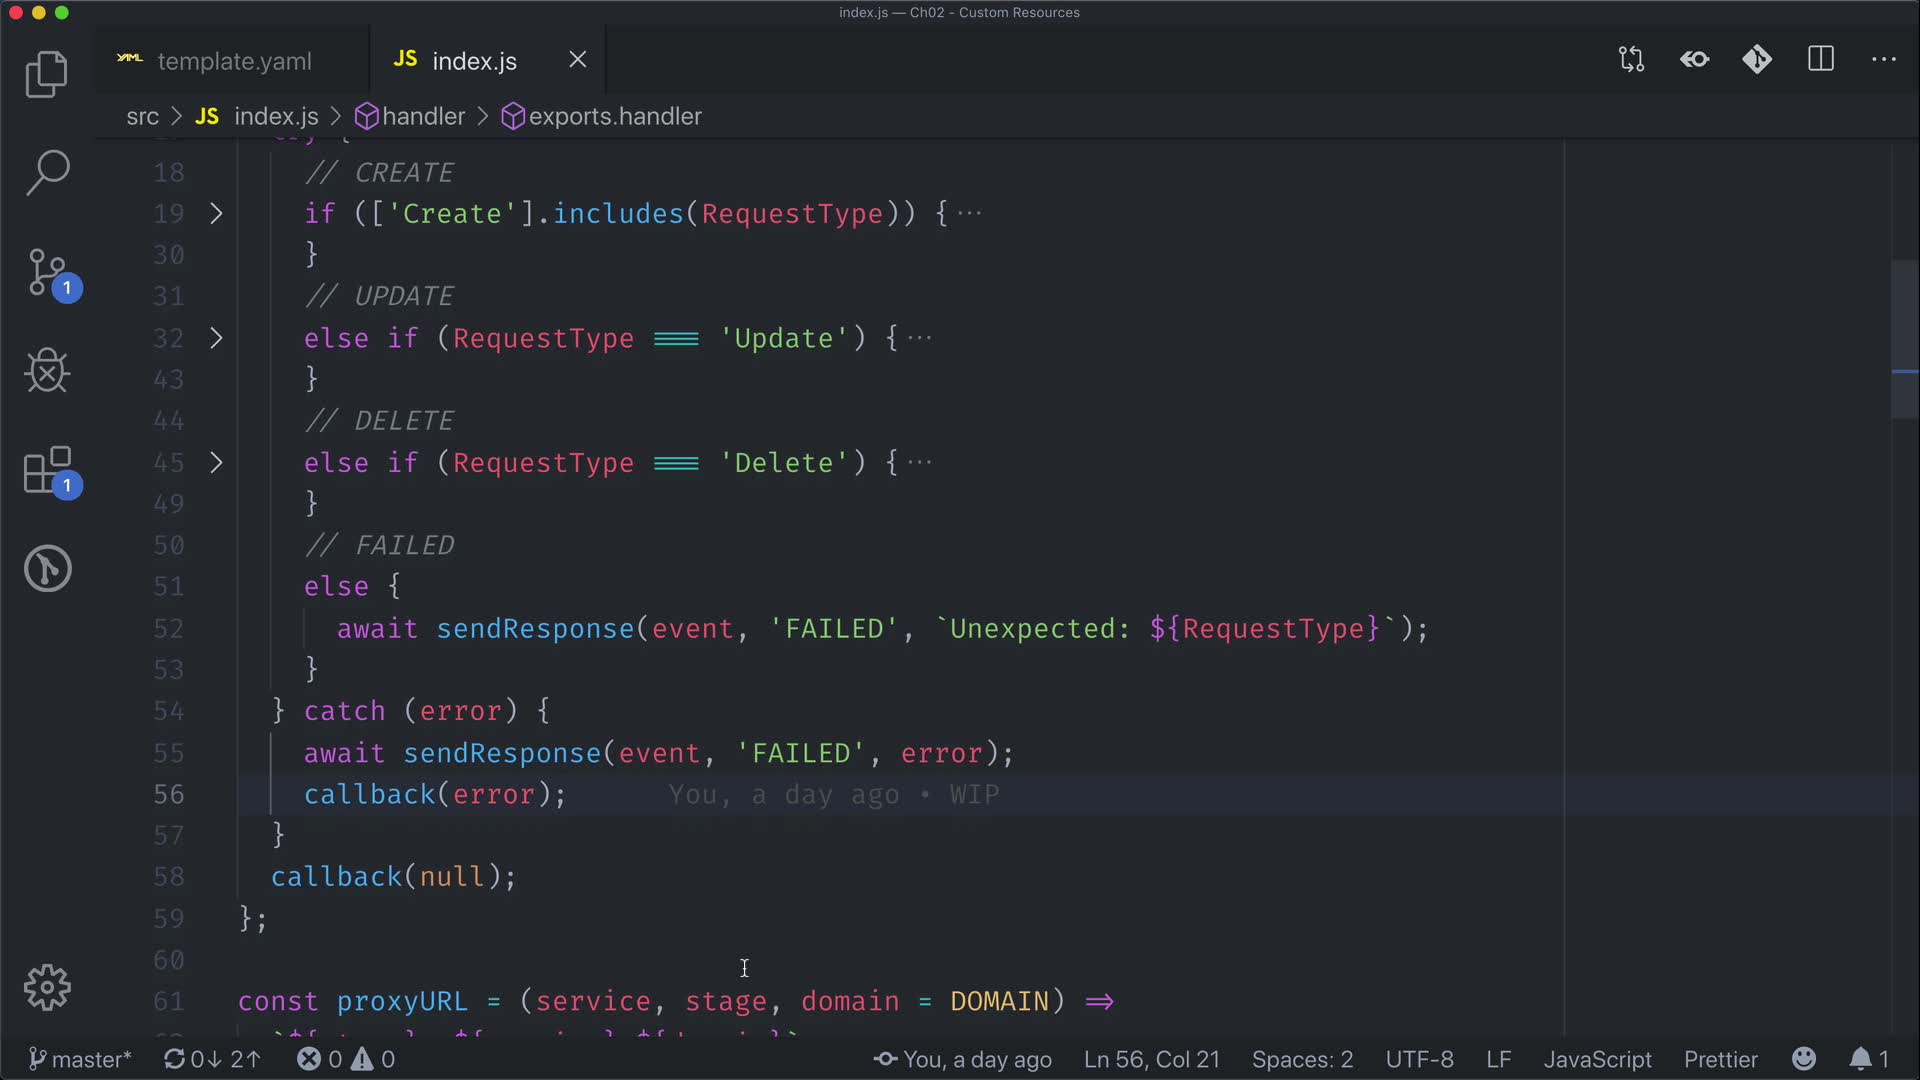 index.js — Ch02 - Custom Resources
YAML template.yaml JS index.js
src > JS index.js > handler > exports.handler
18 // CREATE
19 if (['Create'].includes(RequestType)) {···
30 }
31 // UPDATE
32 else if (RequestType === 'Update') {···
43 }
44 // DELETE
45 else if (RequestType === 'Delete') {···
49 }
50 // FAILED
51 else {
52 await sendResponse(event, 'FAILED', `Unexpected: ${RequestType}`);
53 }
54 } catch (error) {
55 await sendResponse(event, 'FAILED', error);
56 callback(error); You, a day ago • WIP
57 }
58 callback(null);
59 };
60
61 const proxyURL = (service, stage, domain = DOMAIN) =>
1
1
master* 0↓ 2↑ 0 0 You, a day ago Ln 56, Col 21 Spaces: 2 UTF-8 LF JavaScript Prettier 1